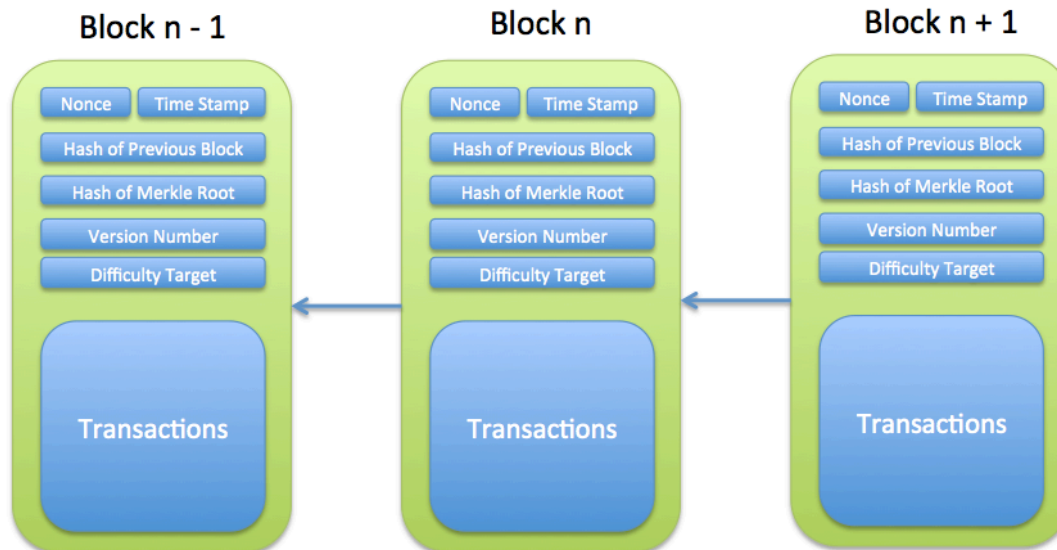 Block n - 1
Nonce
Time Stamp
Hash of Previous Block
Hash of Merkle Root
Version Number
Difficulty Target
Transactions
Block n
Nonce
Time Stamp
Hash of Previous Block
Hash of Merkle Root
Version Number
Difficulty Target
Transactions
Block n + 1
Nonce
Time Stamp
Hash of Previous Block
Hash of Merkle Root
Version Number
Difficulty Target
Transactions